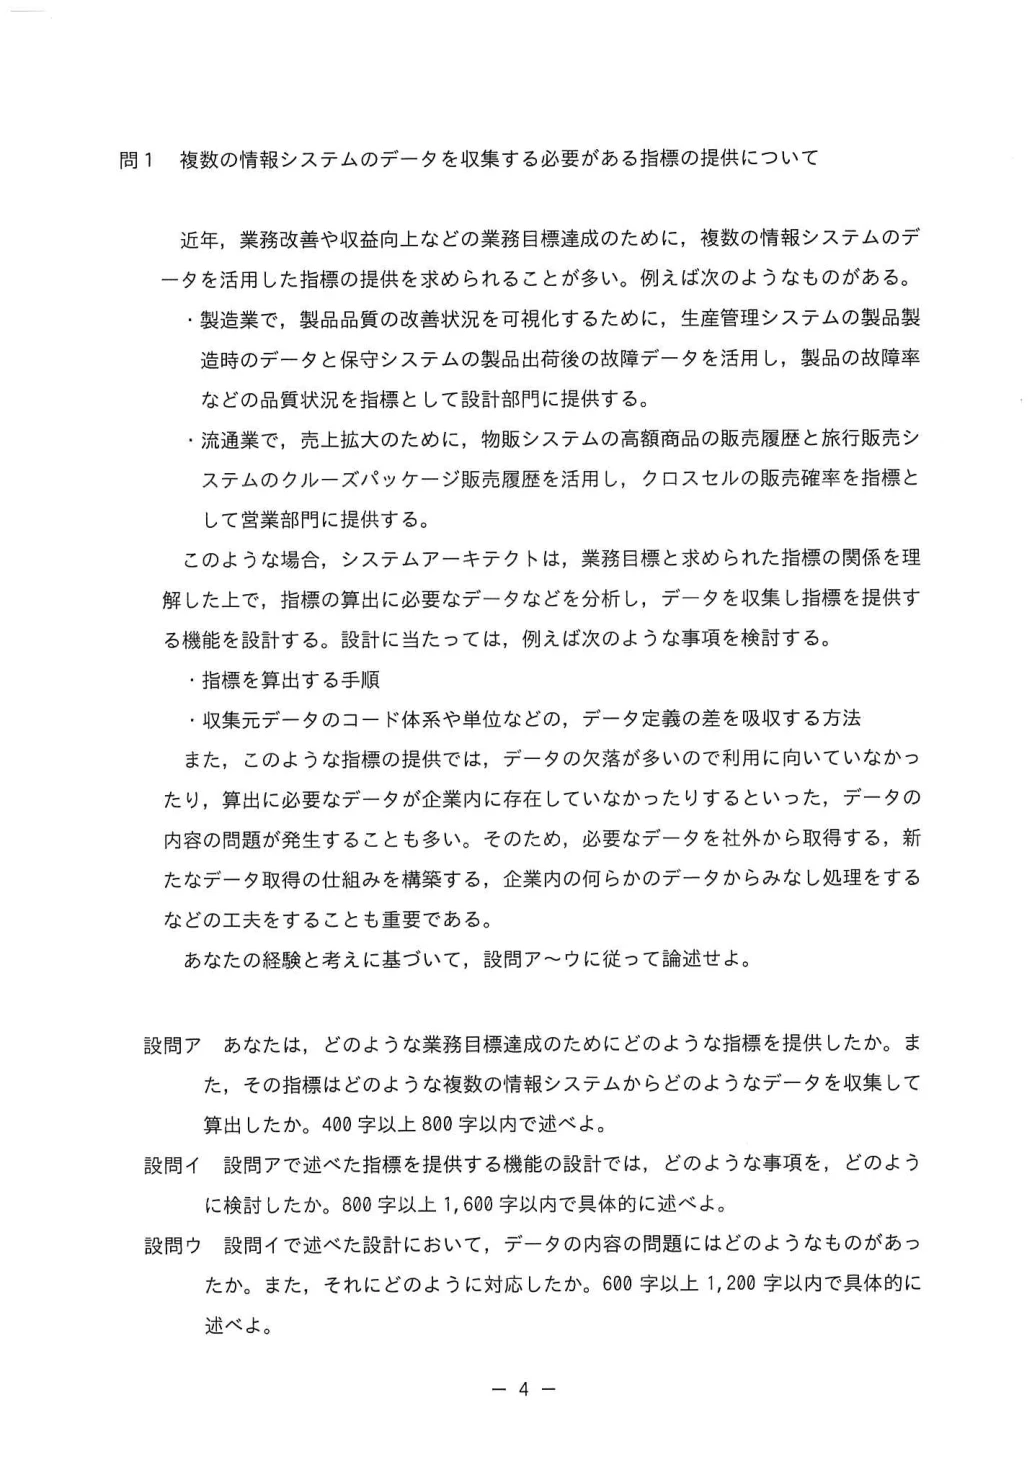 問1 複数の情報システムのデータを収集する必要がある指標の提供について
近年，業務改善や収益向上などの業務目標達成のために，複数の情報システムのデ
ータを活用した指標の提供を求められることが多い。例えば次のようなものがある。
・製造業で，製品品質の改善状況を可視化するために，生産管理システムの製品製
造時のデータと保守システムの製品出荷後の故障データを活用し，製品の故障率
などの品質状況を指標として設計部門に提供する。
・流通業で，売上拡大のために，物販システムの高額商品の販売履歴と旅行販売シ
ステムのクルーズパッケージ販売履歴を活用し，クロスセルの販売確率を指標と
して営業部門に提供する。
このような場合，システムアーキテクトは，業務目標と求められた指標の関係を理
解した上で，指標の算出に必要なデータなどを分析し，データを収集し指標を提供す
る機能を設計する。設計に当たっては，例えば次のような事項を検討する。
・指標を算出する手順
・収集元データのコード体系や単位などの，データ定義の差を吸収する方法
また，このような指標の提供では，データの欠落が多いので利用に向いていなかっ
たり，算出に必要なデータが企業内に存在していなかったりするといった，データの
内容の問題が発生することも多い。そのため，必要なデータを社外から取得する，新
たなデータ取得の仕組みを構築する，企業内の何らかのデータからみなし処理をする
などの工夫をすることも重要である。
あなたの経験と考えに基づいて，設問ア～ウに従って論述せよ。
設問ア あなたは，どのような業務目標達成のためにどのような指標を提供したか。ま
た，その指標はどのような複数の情報システムからどのようなデータを収集して
算出したか。400字以上800字以内で述べよ。
設問イ 設問アで述べた指標を提供する機能の設計では，どのような事項を，どのよう
に検討したか。800字以上1,600字以内で具体的に述べよ。
設問ウ 設問イで述べた設計において，データの内容の問題にはどのようなものがあっ
たか。また，それにどのように対応したか。600字以上1,200字以内で具体的に
述べよ。
－ 4 －